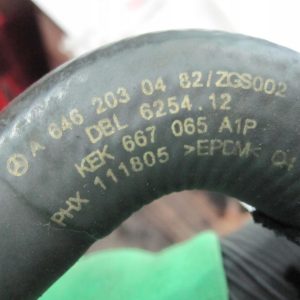 A 646 203 04 82/ZGS002
DBL 6254.12
KEK 667 065 A1P
PHX 111805 >EPDM<